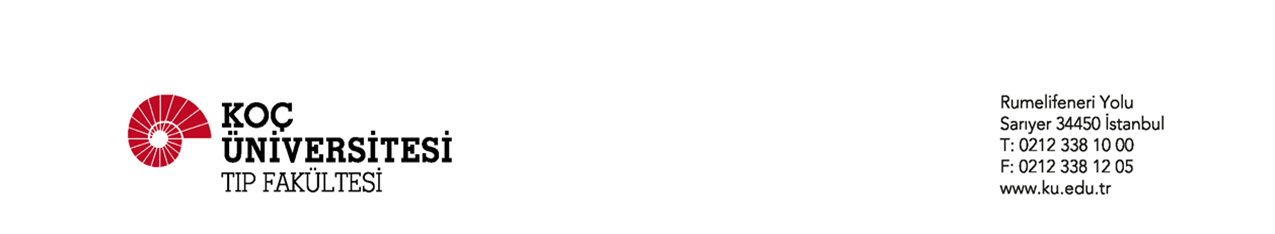 KOÇ
ÜNİVERSİTESİ
TIP FAKÜLTESİ
Rumelifeneri Yolu
Sarıyer 34450 İstanbul
T: 0212 338 10 00
F: 0212 338 12 05
www.ku.edu.tr